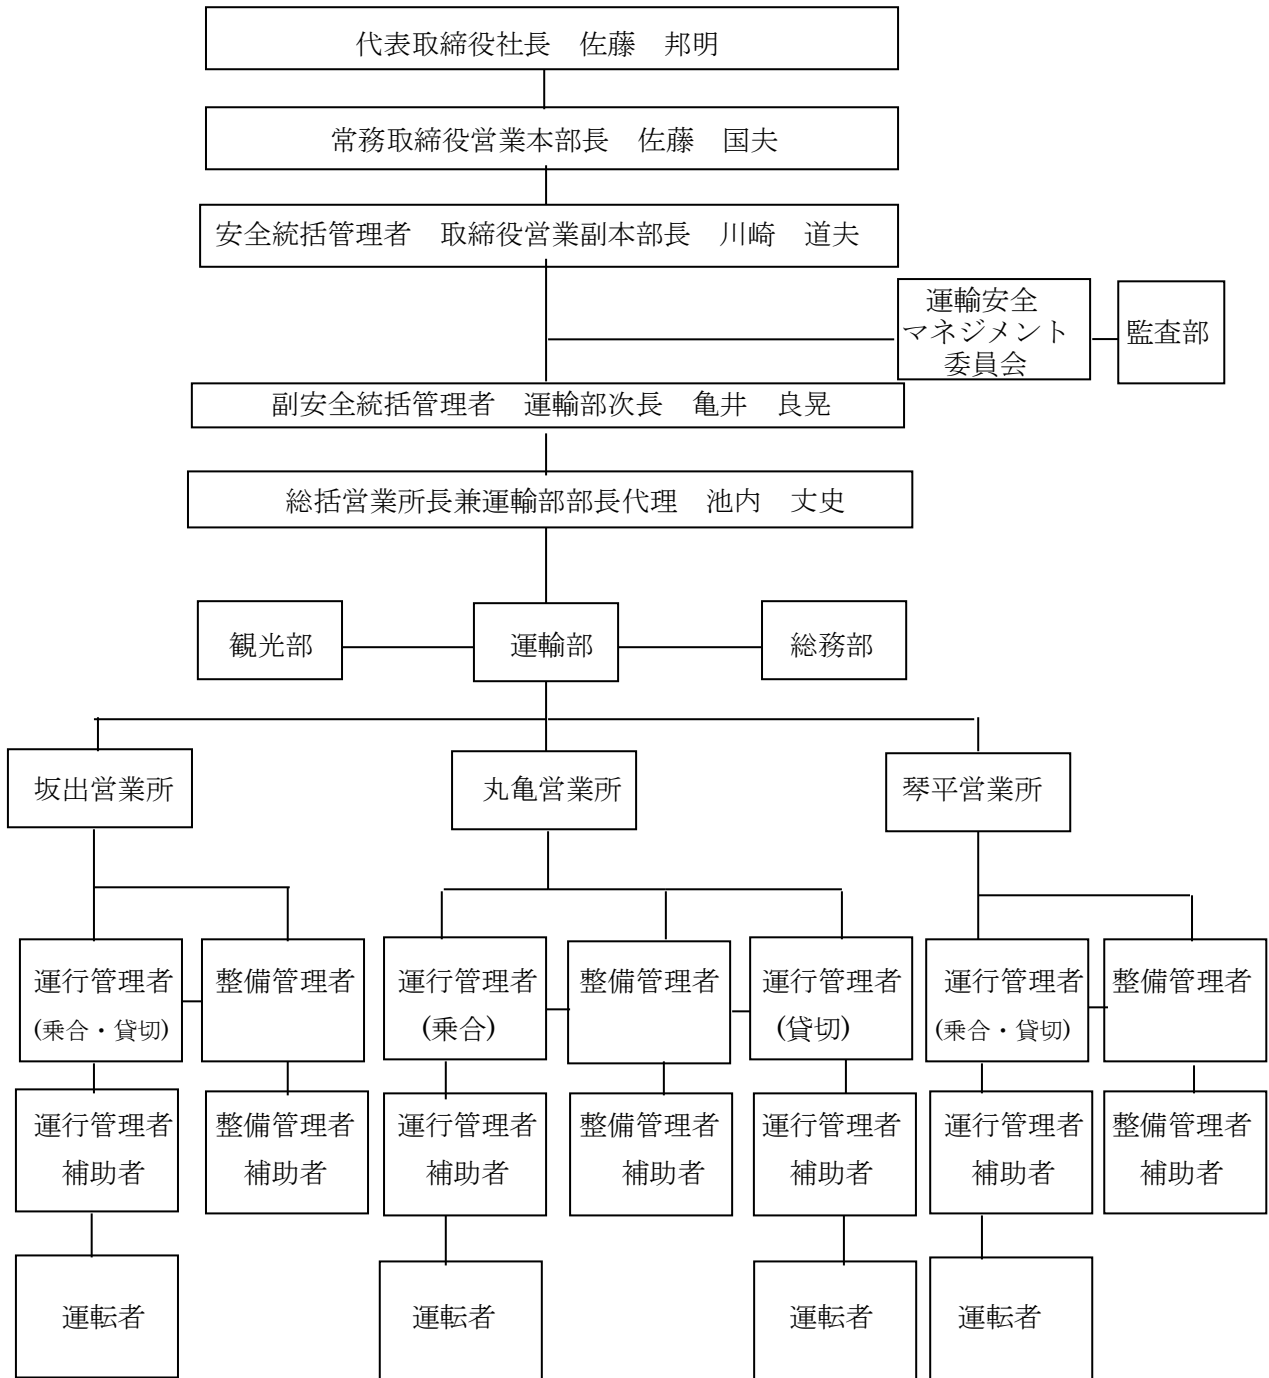 代表取締役社長　佐藤　邦明
常務取締役営業本部長　佐藤　国夫
安全統括管理者　取締役営業副本部長　川崎　道夫
運輸安全
マネジメント
委員会
監査部
副安全統括管理者　運輸部次長　亀井　良晃
総括営業所長兼運輸部部長代理　池内　丈史
観光部
運輸部
総務部
坂出営業所
丸亀営業所
琴平営業所
運行管理者
(乗合・貸切)
整備管理者
運行管理者
(乗合)
整備管理者
運行管理者
(貸切)
運行管理者
(乗合・貸切)
整備管理者
運行管理者
補助者
整備管理者
補助者
運行管理者
補助者
整備管理者
補助者
運行管理者
補助者
運行管理者
補助者
整備管理者
補助者
運転者
運転者
運転者
運転者